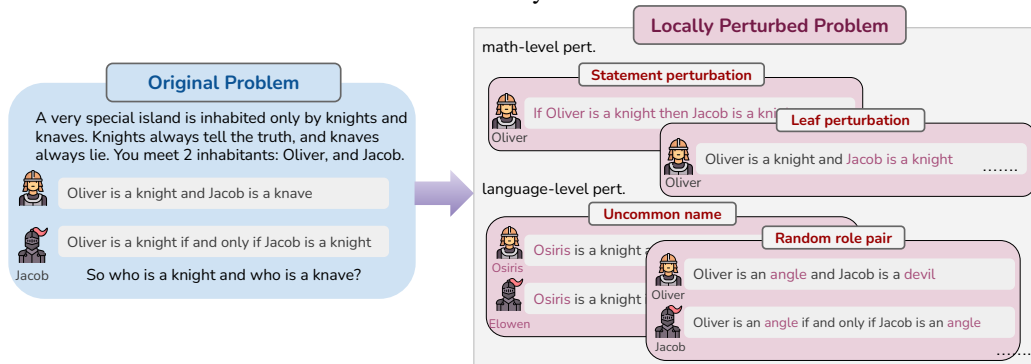 Locally Perturbed Problem
Original Problem
A very special island is inhabited only by knights and
knaves. Knights always tell the truth, and knaves
always lie. You meet 2 inhabitants: Oliver, and Jacob.
Oliver is a knight and Jacob is a knave
Oliver is a knight if and only if Jacob is a knight
Jacob
So who is a knight and who is a knave?
math-level pert.
Statement perturbation
If Oliver is a knight then Jacob is a
Oliver
Leaf perturbation
Oliver is a knight and Jacob is a knight
Oliver
.......
language-level pert.
Uncommon name
Osiris is a knight
Osiris
Osiris is a knight
Elowen
Random role pair
Oliver is an angle and Jacob is a devil
Oliver
Oliver is an angle if and only if Jacob is an angle
Jacob
.......